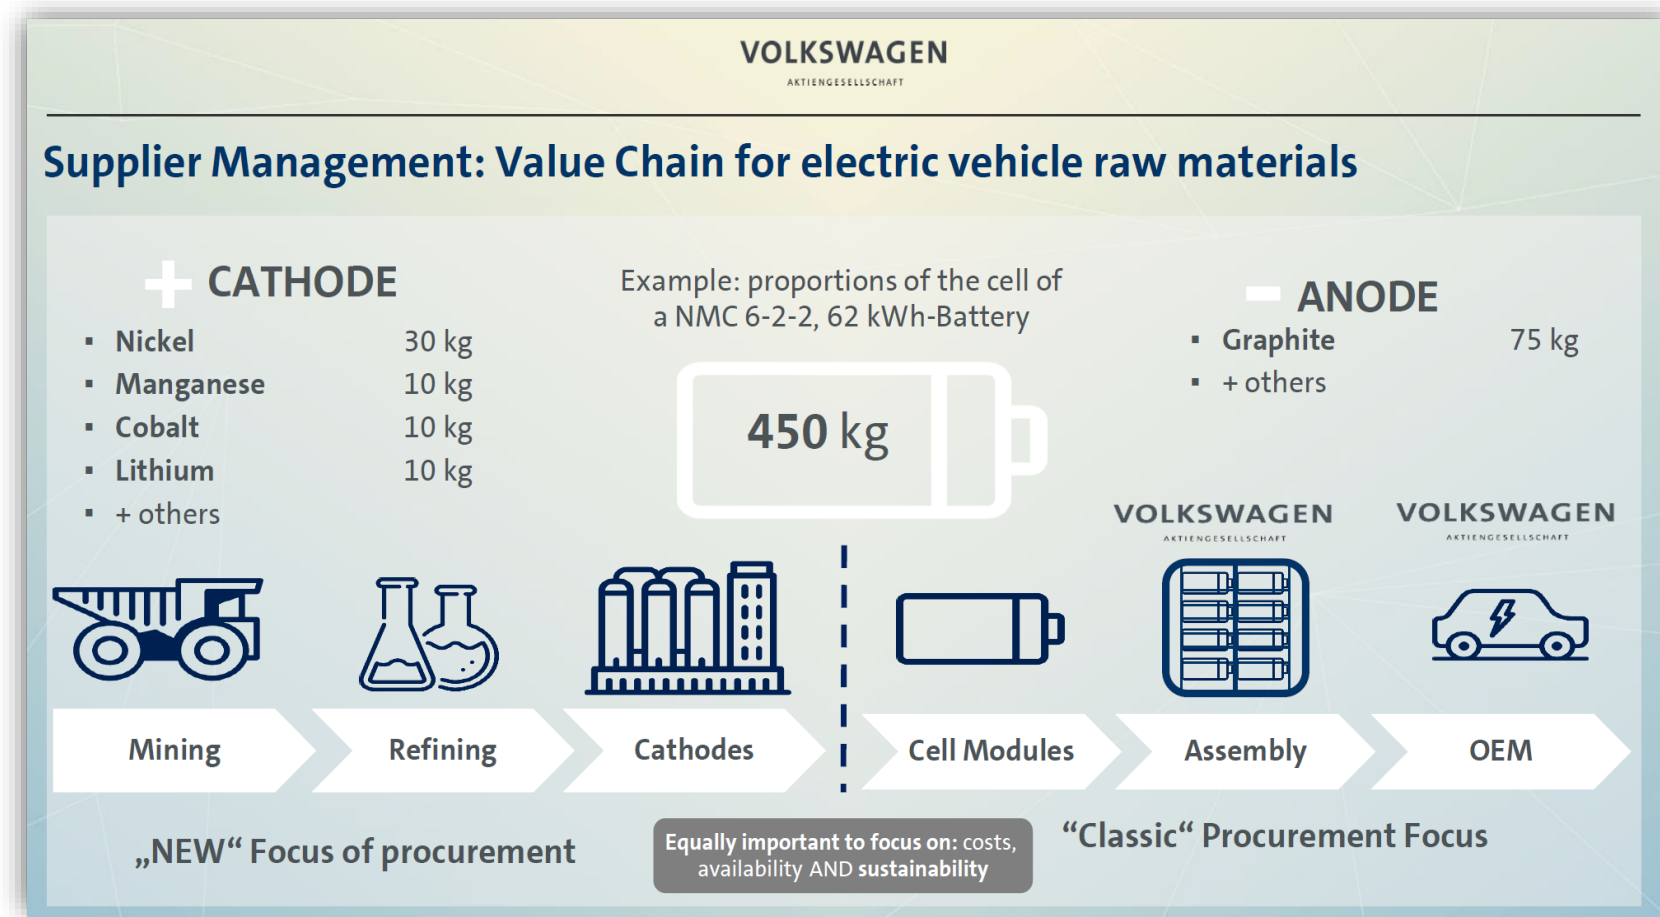 VOLKSWAGEN
AKTIENGESELLSCHAFT
Supplier Management: Value Chain for electric vehicle raw materials
+ CATHODE
▪ Nickel 30 kg
▪ Manganese 10 kg
▪ Cobalt 10 kg
▪ Lithium 10 kg
▪ + others
Example: proportions of the cell of
a NMC 6-2-2, 62 kWh-Battery
450 kg
- ANODE
▪ Graphite 75 kg
▪ + others
VOLKSWAGEN
AKTIENGESELLSCHAFT
VOLKSWAGEN
AKTIENGESELLSCHAFT
Mining
Refining
Cathodes
Cell Modules
Assembly
OEM
„NEW“ Focus of procurement
Equally important to focus on: costs,
availability AND sustainability
“Classic“ Procurement Focus